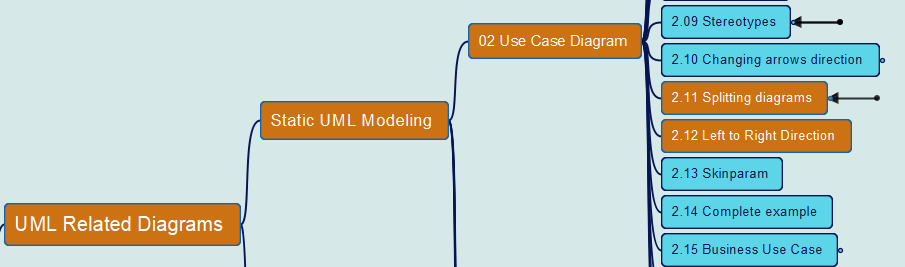 2.09 Stereotypes
02 Use Case Diagram
2.10 Changing arrows direction
2.11 Splitting diagrams
Static UML Modeling
2.12 Left to Right Direction
2.13 Skinparam
2.14 Complete example
UML Related Diagrams
2.15 Business Use Case